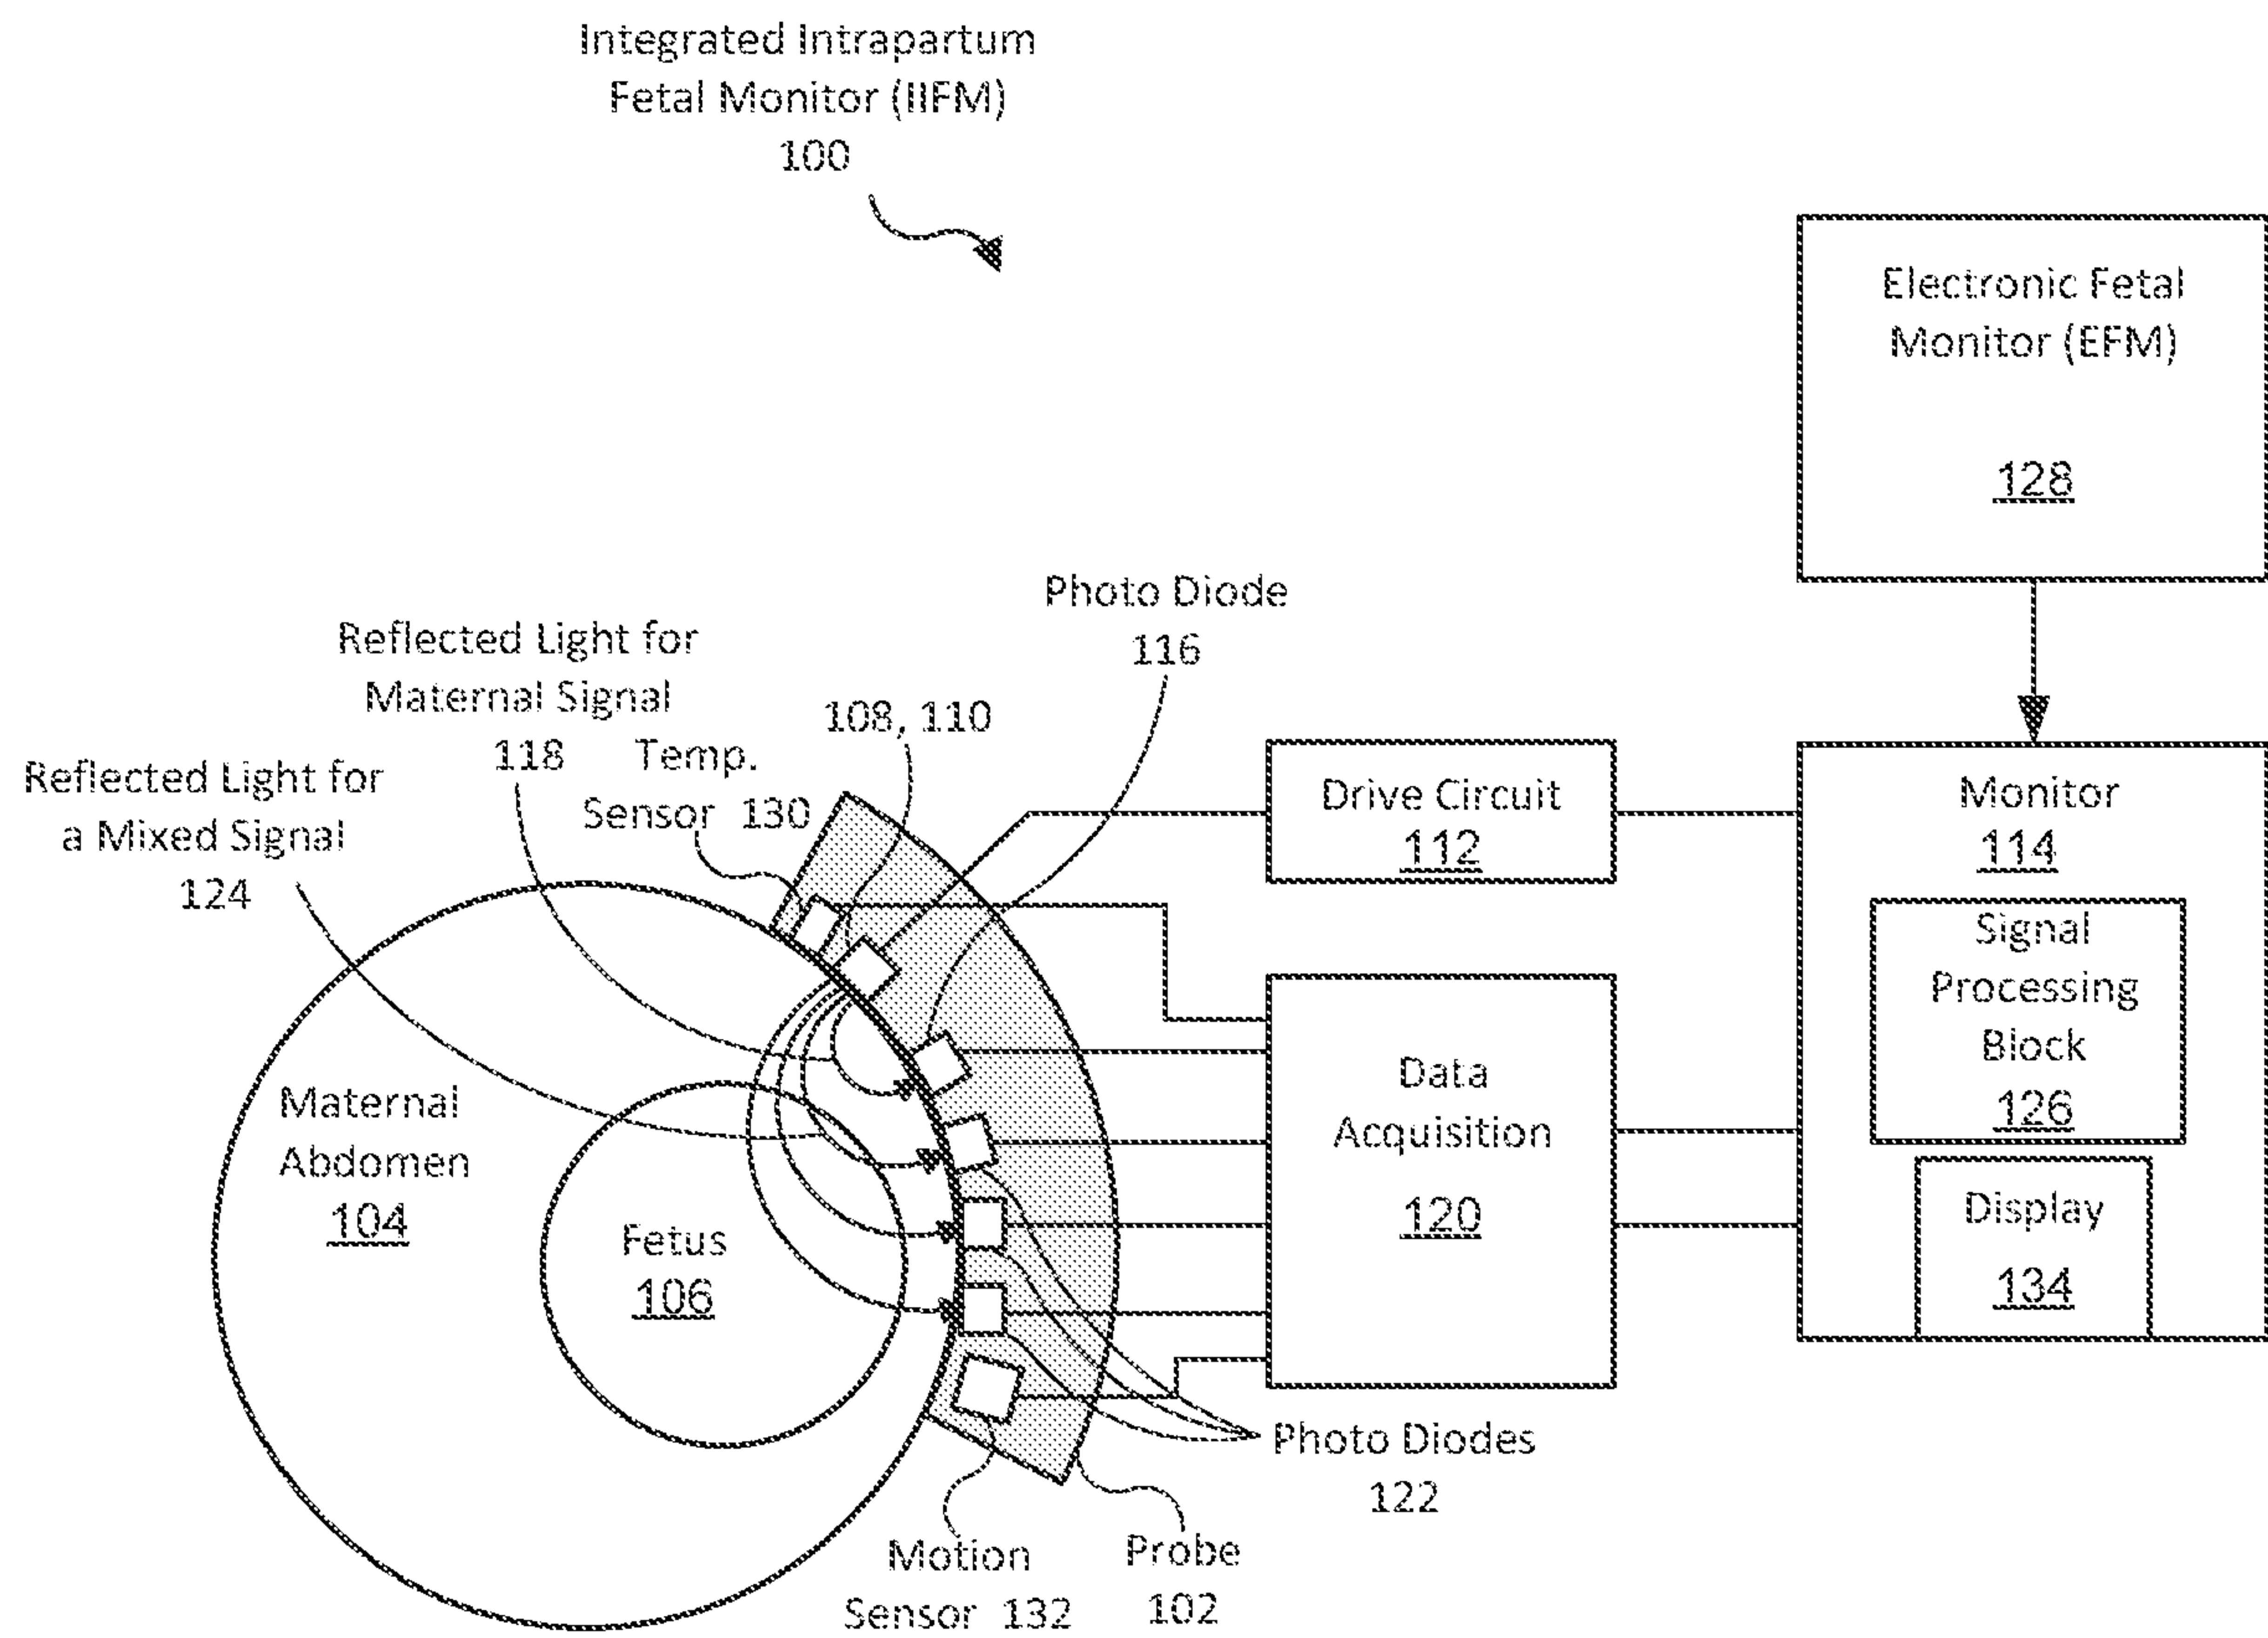 Integrated Intrapartum
Fetal Monitor (IIFM)
100
Electronic Fetal
Monitor (EFM)
128
Photo Diode
116
Reflected Light for
Maternal Signal
118
108, 110
Temp.
Sensor 130
Reflected Light for
a Mixed Signal
124
Drive Circuit
112
Monitor
114
Signal
Processing
Block
126
Display
134
Data
Acquisition
120
Maternal
Abdomen
104
Fetus
106
Photo Diodes
122
Motion
Sensor 132
Probe
102